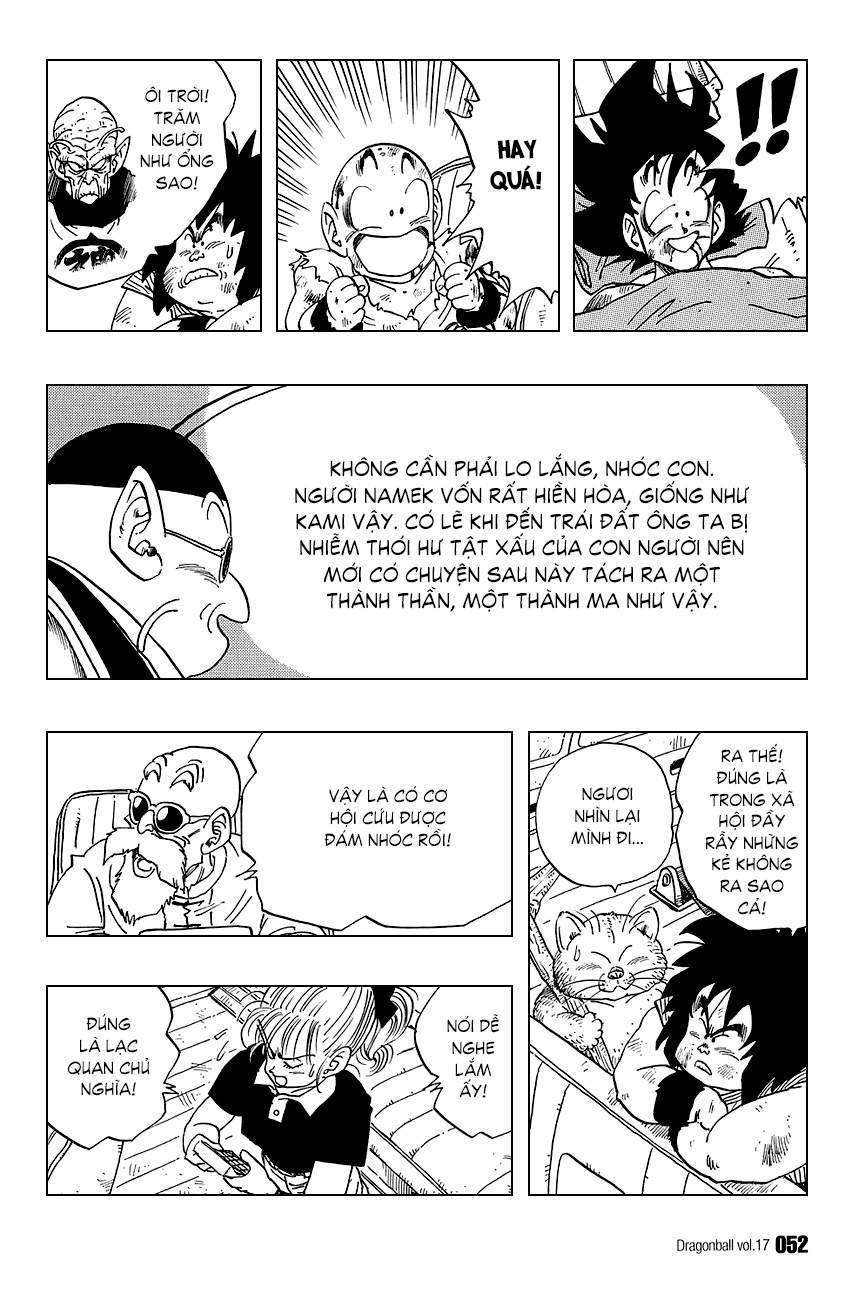 !!
HAY
QUÁ!
ÔI TRỜI!
TRĂM
NGƯỜI
NHƯ ỔNG
SAO!
KHÔNG CẦN PHẢI LO LẮNG, NHÓC CON.
NGƯỜI NAMEK VỐN RẤT HIỀN HÒA, GIỐNG NHƯ
KAMI VẬY. CÓ LẼ KHI ĐẾN TRÁI ĐẤT ÔNG TA BỊ
NHIỄM THÓI HƯ TẬT XẤU CỦA CON NGƯỜI NÊN
MỚI CÓ CHUYỆN SAU NÀY TÁCH RA MỘT
THÀNH THẦN, MỘT THÀNH MA NHƯ VẬY.
RA THẾ!
ĐÚNG LÀ
TRONG XÃ
HỘI ĐẦY
RẪY NHỮNG
KẺ KHÔNG
RA SAO
CẢ!
NGƯƠI
NHÌN LẠI
MÌNH ĐI...
VẬY LÀ CÓ CƠ
HỘI CỨU ĐƯỢC
ĐÁM NHÓC RỒI!
NÓI DỄ
NGHE
LẮM
ẤY!
ĐÚNG
LÀ LẠC
QUAN CHỦ
NGHĨA!
Dragonball vol.17 052